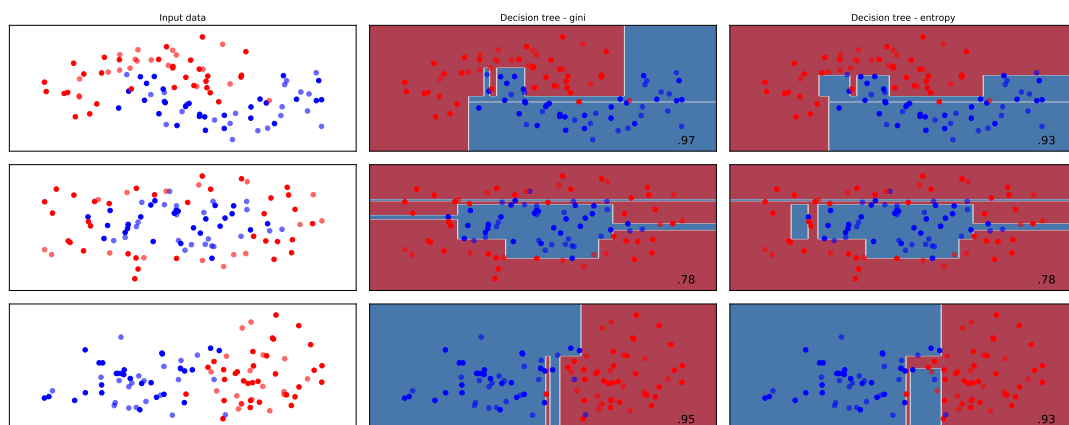 Input data
Decision tree - gini
Decision tree - entropy
.97
.93
.78
.78
.95
.93